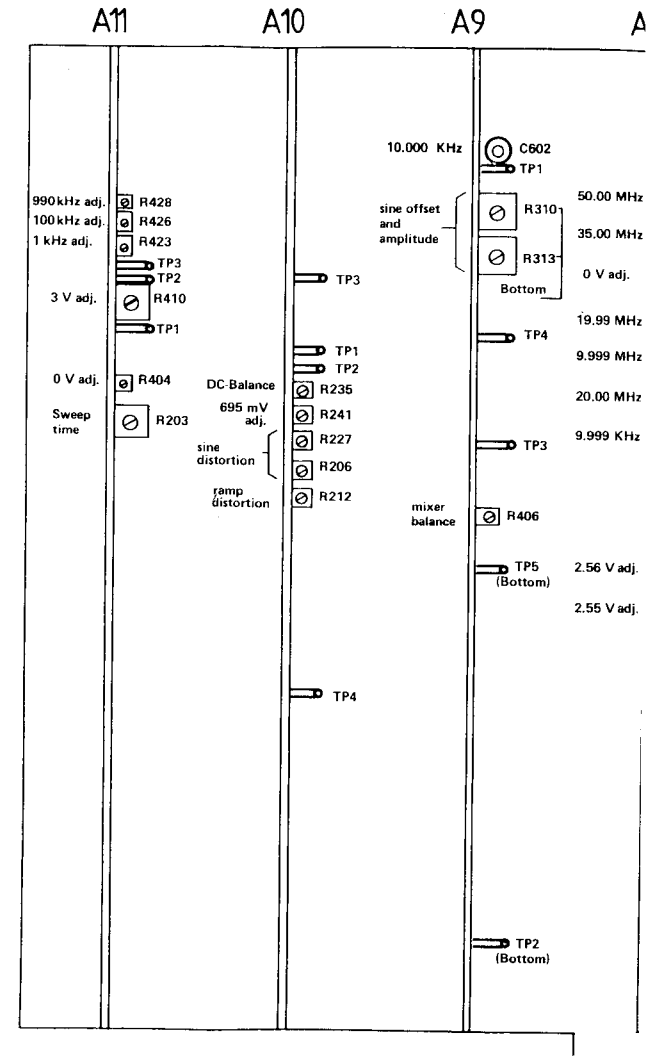 A11
A10
A9
A
990 kHz adj.
R428
100 kHz adj.
R426
1 kHz adj.
R423
TP3
TP2
3 V adj.
R410
TP1
0 V adj.
R404
Sweep
time
R203
TP3
TP1
TP2
DC-Balance
R235
695 mV
adj.
R241
sine
distortion
R227
R206
ramp
distortion
R212
TP4
10.000 KHz
C602
TP1
sine offset
and
amplitude
R310
R313
Bottom
TP4
TP3
mixer
balance
R406
TP5
(Bottom)
TP2
(Bottom)
50.00 MHz
35.00 MHz
0 V adj.
19.99 MHz
9.999 MHz
20.00 MHz
9.999 KHz
2.56 V adj.
2.55 V adj.